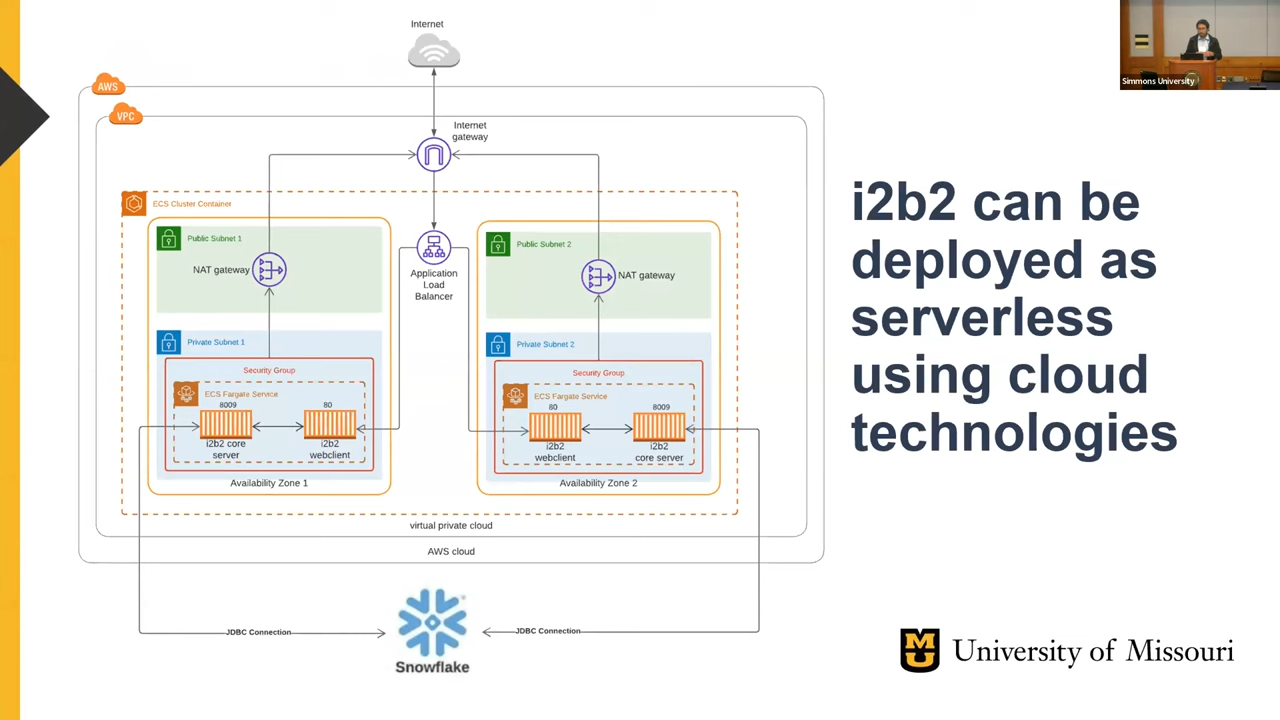 Internet
AWS
VPC
Internet
gateway
ECS Cluster Container
Public Subnet 1
NAT gateway
Application
Load
Balancer
Public Subnet 2
NAT gateway
Private Subnet 1
Security Group
ECS Fargate Service
8009
80
i2b2 core
server
i2b2
webclient
Availability Zone 1
Private Subnet 2
Security Group
ECS Fargate Service
80
8009
i2b2
webclient
i2b2
core server
Availability Zone 2
virtual private cloud
AWS cloud
JDBC Connection
JDBC Connection
Snowflake
Simmons University
i2b2 can be
deployed as
serverless
using cloud
technologies
MU
University of Missouri